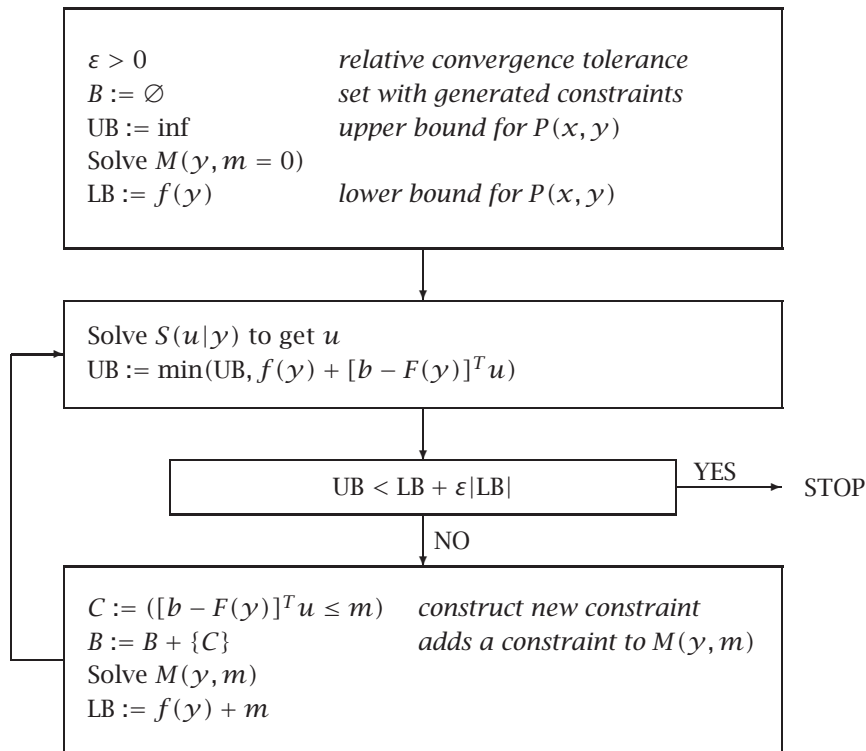 ε > 0 relative convergence tolerance
B := ∅ set with generated constraints
UB := inf upper bound for P(x, y)
Solve M(y, m = 0)
LB := f(y) lower bound for P(x, y)
Solve S(u|y) to get u
UB := min(UB, f(y) + [b − F(y)]ᵀu)
UB < LB + ε|LB|
YES
STOP
NO
C := ([b − F(y)]ᵀu ≤ m) construct new constraint
B := B + {C} adds a constraint to M(y, m)
Solve M(y, m)
LB := f(y) + m